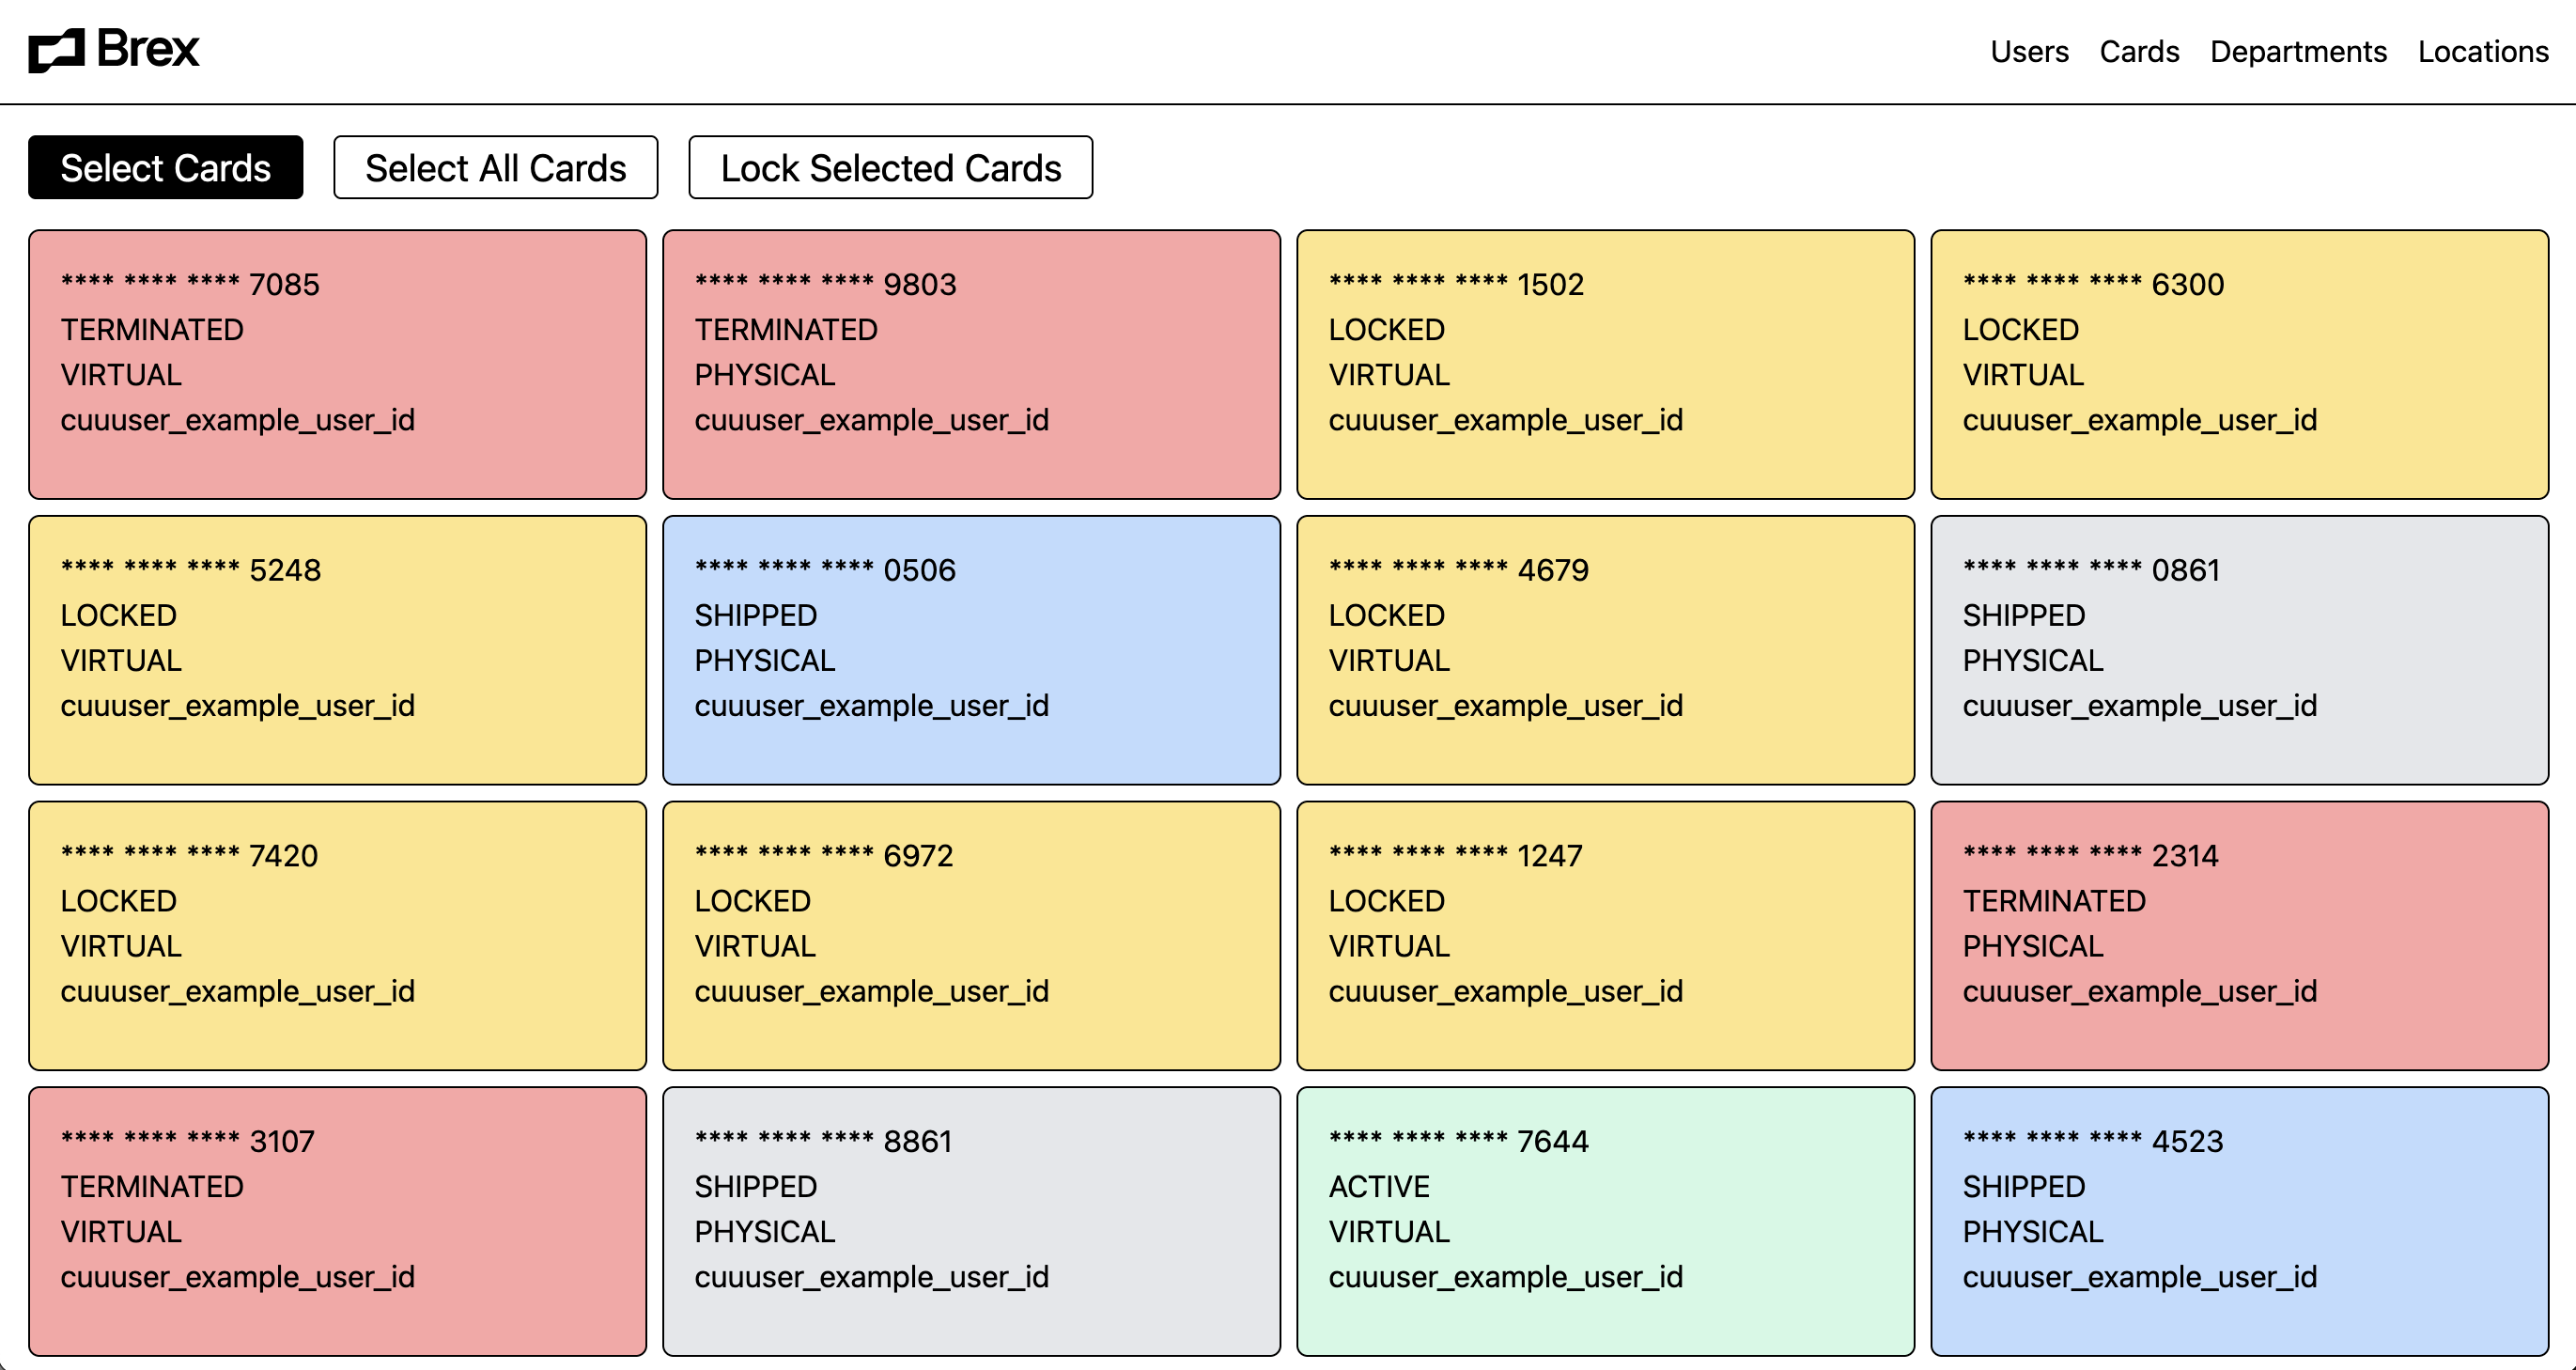 Brex
Users Cards Departments Locations
Select Cards
Select All Cards
Lock Selected Cards
**** **** **** 7085
TERMINATED
VIRTUAL
cuuuser_example_user_id
**** **** **** 9803
TERMINATED
PHYSICAL
cuuuser_example_user_id
**** **** **** 1502
LOCKED
VIRTUAL
cuuuser_example_user_id
**** **** **** 6300
LOCKED
VIRTUAL
cuuuser_example_user_id
**** **** **** 5248
LOCKED
VIRTUAL
cuuuser_example_user_id
**** **** **** 0506
SHIPPED
PHYSICAL
cuuuser_example_user_id
**** **** **** 4679
LOCKED
VIRTUAL
cuuuser_example_user_id
**** **** **** 0861
SHIPPED
PHYSICAL
cuuuser_example_user_id
**** **** **** 7420
LOCKED
VIRTUAL
cuuuser_example_user_id
**** **** **** 6972
LOCKED
VIRTUAL
cuuuser_example_user_id
**** **** **** 1247
LOCKED
VIRTUAL
cuuuser_example_user_id
**** **** **** 2314
TERMINATED
PHYSICAL
cuuuser_example_user_id
**** **** **** 3107
TERMINATED
VIRTUAL
cuuuser_example_user_id
**** **** **** 8861
SHIPPED
PHYSICAL
cuuuser_example_user_id
**** **** **** 7644
ACTIVE
VIRTUAL
cuuuser_example_user_id
**** **** **** 4523
SHIPPED
PHYSICAL
cuuuser_example_user_id